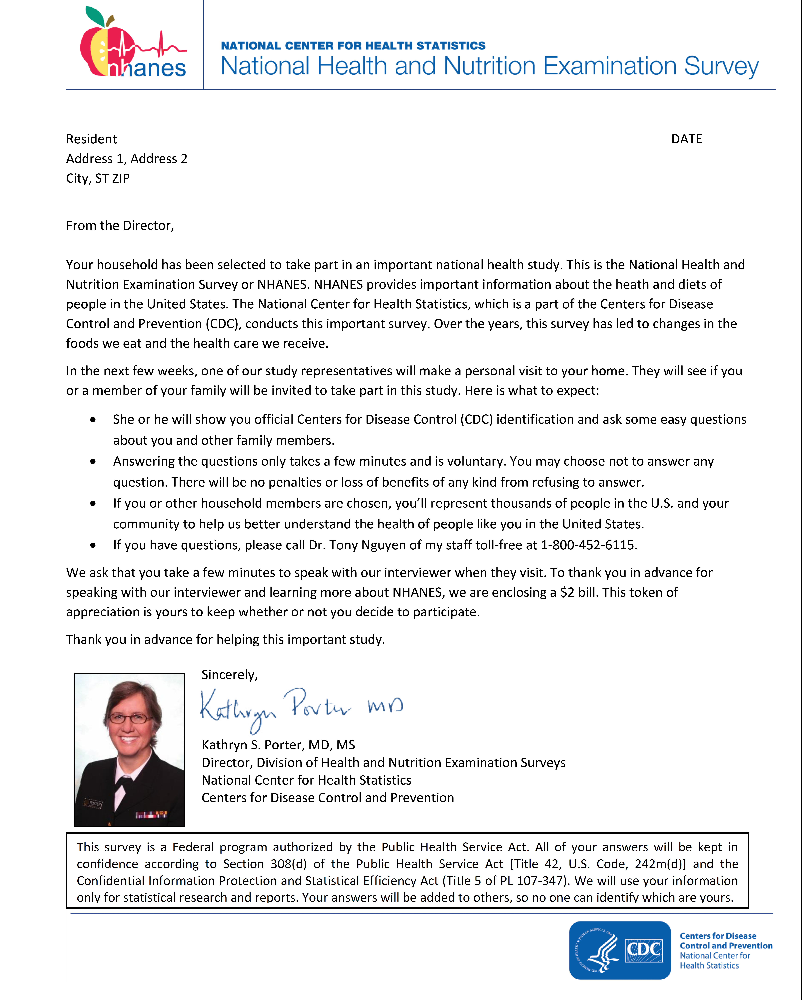 nhanes
NATIONAL CENTER FOR HEALTH STATISTICS
National Health and Nutrition Examination Survey
Resident
DATE
Address 1, Address 2
City, ST ZIP
From the Director,
Your household has been selected to take part in an important national health study. This is the National Health and
Nutrition Examination Survey or NHANES. NHANES provides important information about the heath and diets of
people in the United States. The National Center for Health Statistics, which is a part of the Centers for Disease
Control and Prevention (CDC), conducts this important survey. Over the years, this survey has led to changes in the
foods we eat and the health care we receive.
In the next few weeks, one of our study representatives will make a personal visit to your home. They will see if you
or a member of your family will be invited to take part in this study. Here is what to expect:
• She or he will show you official Centers for Disease Control (CDC) identification and ask some easy questions
about you and other family members.
• Answering the questions only takes a few minutes and is voluntary. You may choose not to answer any
question. There will be no penalties or loss of benefits of any kind from refusing to answer.
• If you or other household members are chosen, you’ll represent thousands of people in the U.S. and your
community to help us better understand the health of people like you in the United States.
• If you have questions, please call Dr. Tony Nguyen of my staff toll-free at 1-800-452-6115.
We ask that you take a few minutes to speak with our interviewer when they visit. To thank you in advance for
speaking with our interviewer and learning more about NHANES, we are enclosing a $2 bill. This token of
appreciation is yours to keep whether or not you decide to participate.
Thank you in advance for helping this important study.
Sincerely,
Kathryn Porter MD
Kathryn S. Porter, MD, MS
Director, Division of Health and Nutrition Examination Surveys
National Center for Health Statistics
Centers for Disease Control and Prevention
PORTER
This survey is a Federal program authorized by the Public Health Service Act. All of your answers will be kept in
confidence according to Section 308(d) of the Public Health Service Act [Title 42, U.S. Code, 242m(d)] and the
Confidential Information Protection and Statistical Efficiency Act (Title 5 of PL 107-347). We will use your information
only for statistical research and reports. Your answers will be added to others, so no one can identify which are yours.
DEPARTMENT OF HEALTH & HUMAN SERVICES·USA
CDC
Centers for Disease
Control and Prevention
National Center for
Health Statistics